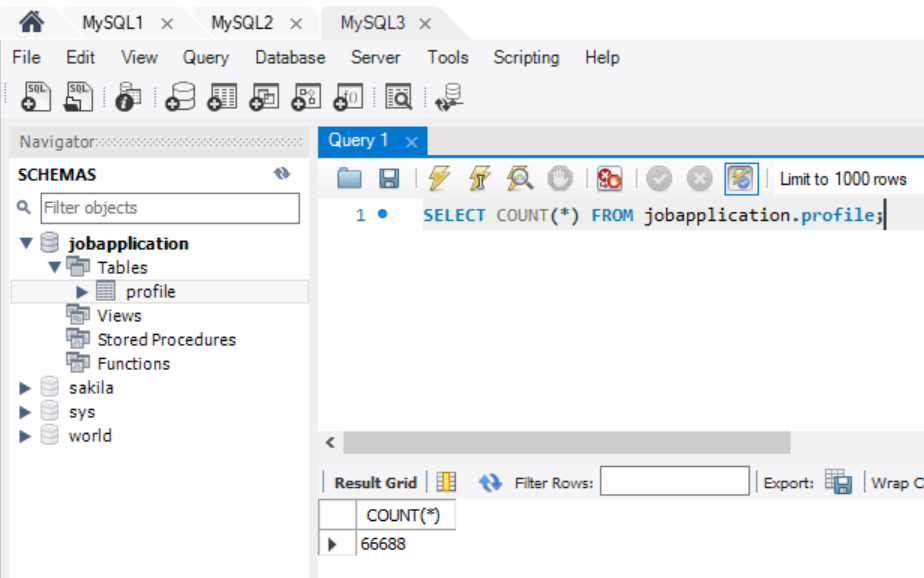 MySQL1 × MySQL2 × MySQL3 ×
File Edit View Query Database Server Tools Scripting Help
SQL SQL
Navigator
SCHEMAS
Filter objects
jobapplication
Tables
profile
Views
Stored Procedures
Functions
sakila
sys
world
Query 1 ×
Limit to 1000 rows
1 SELECT COUNT(*) FROM jobapplication.profile;
Result Grid Filter Rows: Export: Wrap C
COUNT(*)
66688